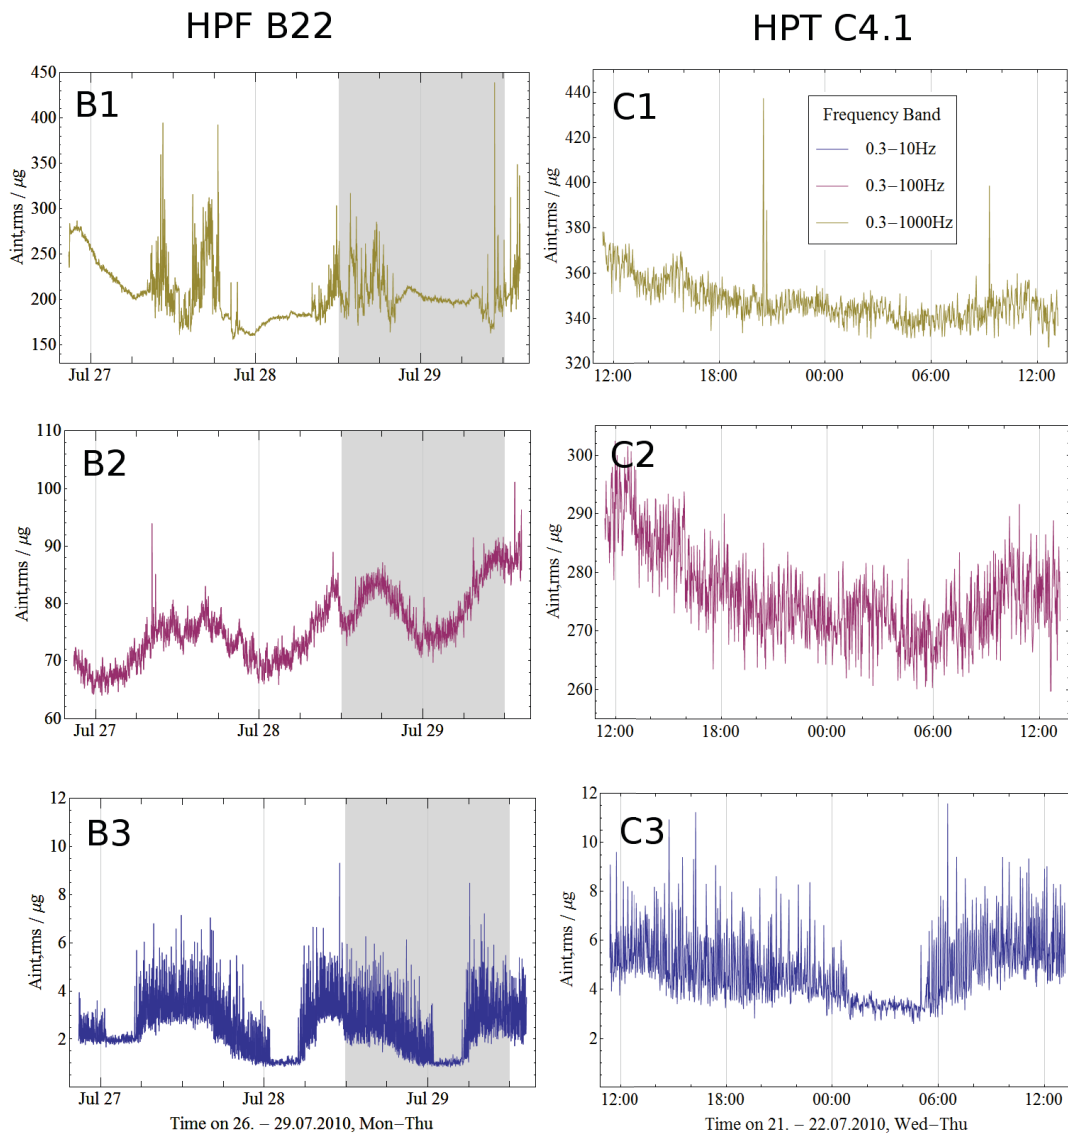 HPF B22
HPT C4.1
B1
450
400
350
300
250
200
150
Aint,rms / μg
Jul 27
Jul 28
Jul 29
C1
440
420
400
380
360
340
320
Aint,rms / μg
12:00
18:00
00:00
06:00
12:00
Frequency Band
0.3−10Hz
0.3−100Hz
0.3−1000Hz
B2
110
100
90
80
70
60
Aint,rms / μg
Jul 27
Jul 28
Jul 29
C2
300
290
280
270
260
Aint,rms / μg
12:00
18:00
00:00
06:00
12:00
B3
12
10
8
6
4
2
Aint,rms / μg
Jul 27
Jul 28
Jul 29
Time on 26. − 29.07.2010, Mon−Thu
C3
12
10
8
6
4
2
Aint,rms / μg
12:00
18:00
00:00
06:00
12:00
Time on 21. − 22.07.2010, Wed−Thu